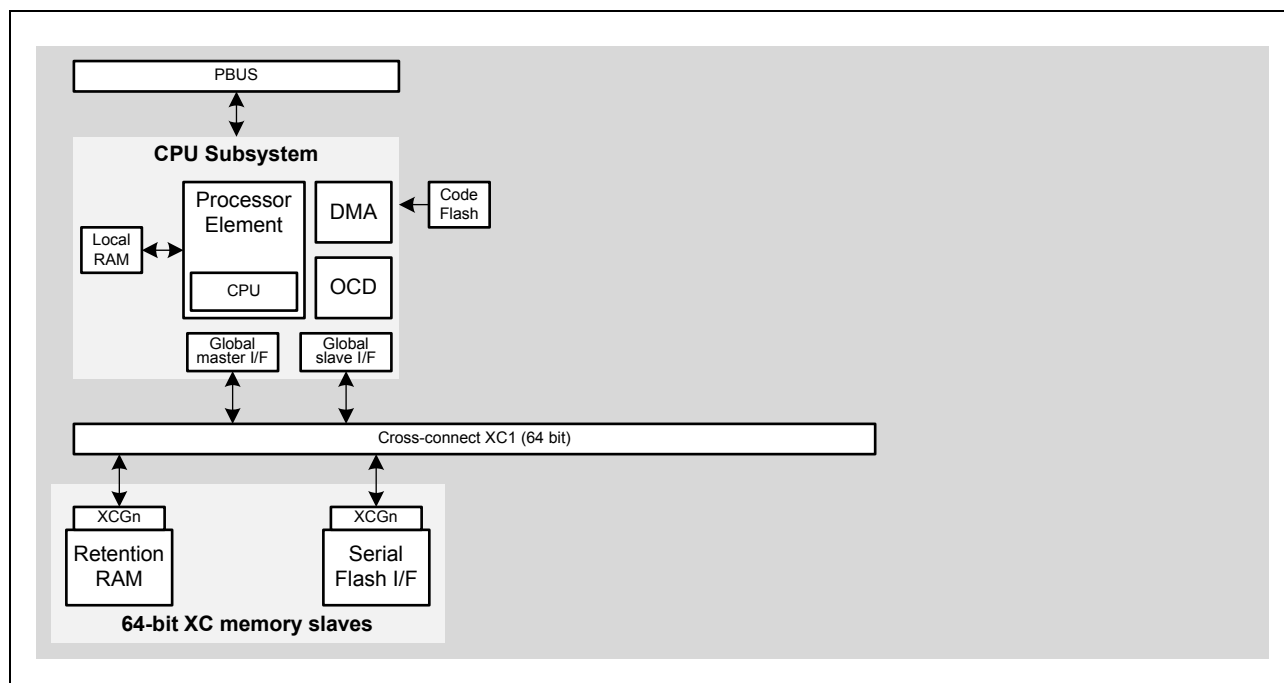 PBUS
CPU Subsystem
Processor
Element
DMA
Code
Flash
Local
RAM
CPU
OCD
Global
master I/F
Global
slave I/F
Cross-connect XC1 (64 bit)
XCGn
XCGn
Retention
RAM
Serial
Flash I/F
64-bit XC memory slaves